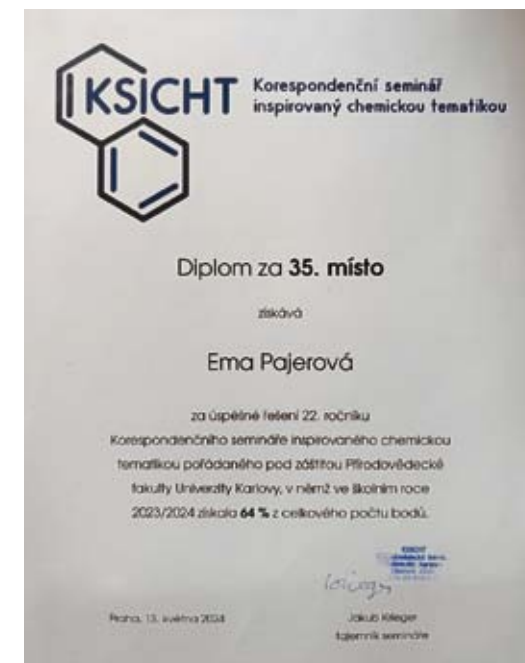 KSICHT
Korespondenční seminář
inspirovaný chemickou tematikou
Diplom za 35. místo
získává
Ema Pajerová
za úspěšné řešení 22. ročníku
Korespondenčního semináře inspirovaného chemickou
tematikou pořádaného pod záštitou Přírodovědecké
fakulty Univerzity Karlovy, v němž ve školním roce
2023/2024 získala 64 % z celkového počtu bodů.
KSICHT
Praha, 13. května 2024
Jakub Krieger
tajemník semináře